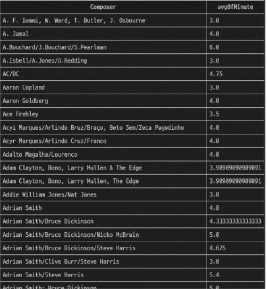 Composer avgOfMinute
A. F. Iommi, W. Ward, T. Butler, J. Osbourne 3.0
A. Jamal 4.0
A.Bouchard/J.Bouchard/S.Pearlman 6.0
A.Isbell/A.Jones/O.Redding 3.0
AC/DC 4.75
Aaron Copland 3.0
Aaron Goldberg 4.0
Ace Frehley 3.5
Acyi Marques/Arlindo Bruz/Braço, Beto Sem/Zeca Pagodinho 4.0
Acyr Marques/Arlindo Cruz/Franco 4.0
Adalto Magalha/Lourenco 4.0
Adam Clayton, Bono, Larry Mullen & The Edge 3.90909090909091
Adam Clayton, Bono, Larry Mullen, The Edge 3.90909090909091
Addie William Jones/Nat Jones 3.0
Adrian Smith 4.8
Adrian Smith/Bruce Dickinson 4.33333333333333
Adrian Smith/Bruce Dickinson/Nicko McBrain 5.0
Adrian Smith/Bruce Dickinson/Steve Harris 4.625
Adrian Smith/Clive Burr/Steve Harris 3.0
Adrian Smith/Steve Harris 5.4
Adrian Smith; Bruce Dickinson 5.0